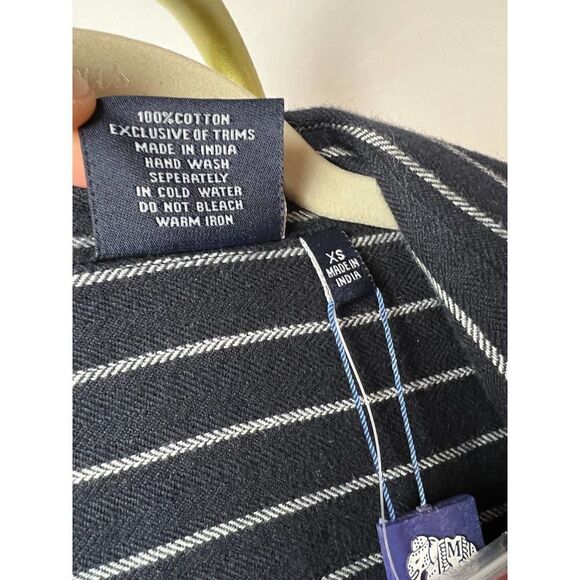 100%COTTON
EXCLUSIVE OF TRIMS
MADE IN INDIA
HAND WASH
SEPERATELY
IN COLD WATER
DO NOT BLEACH
WARM IRON
XS
MADE IN
INDIA
M